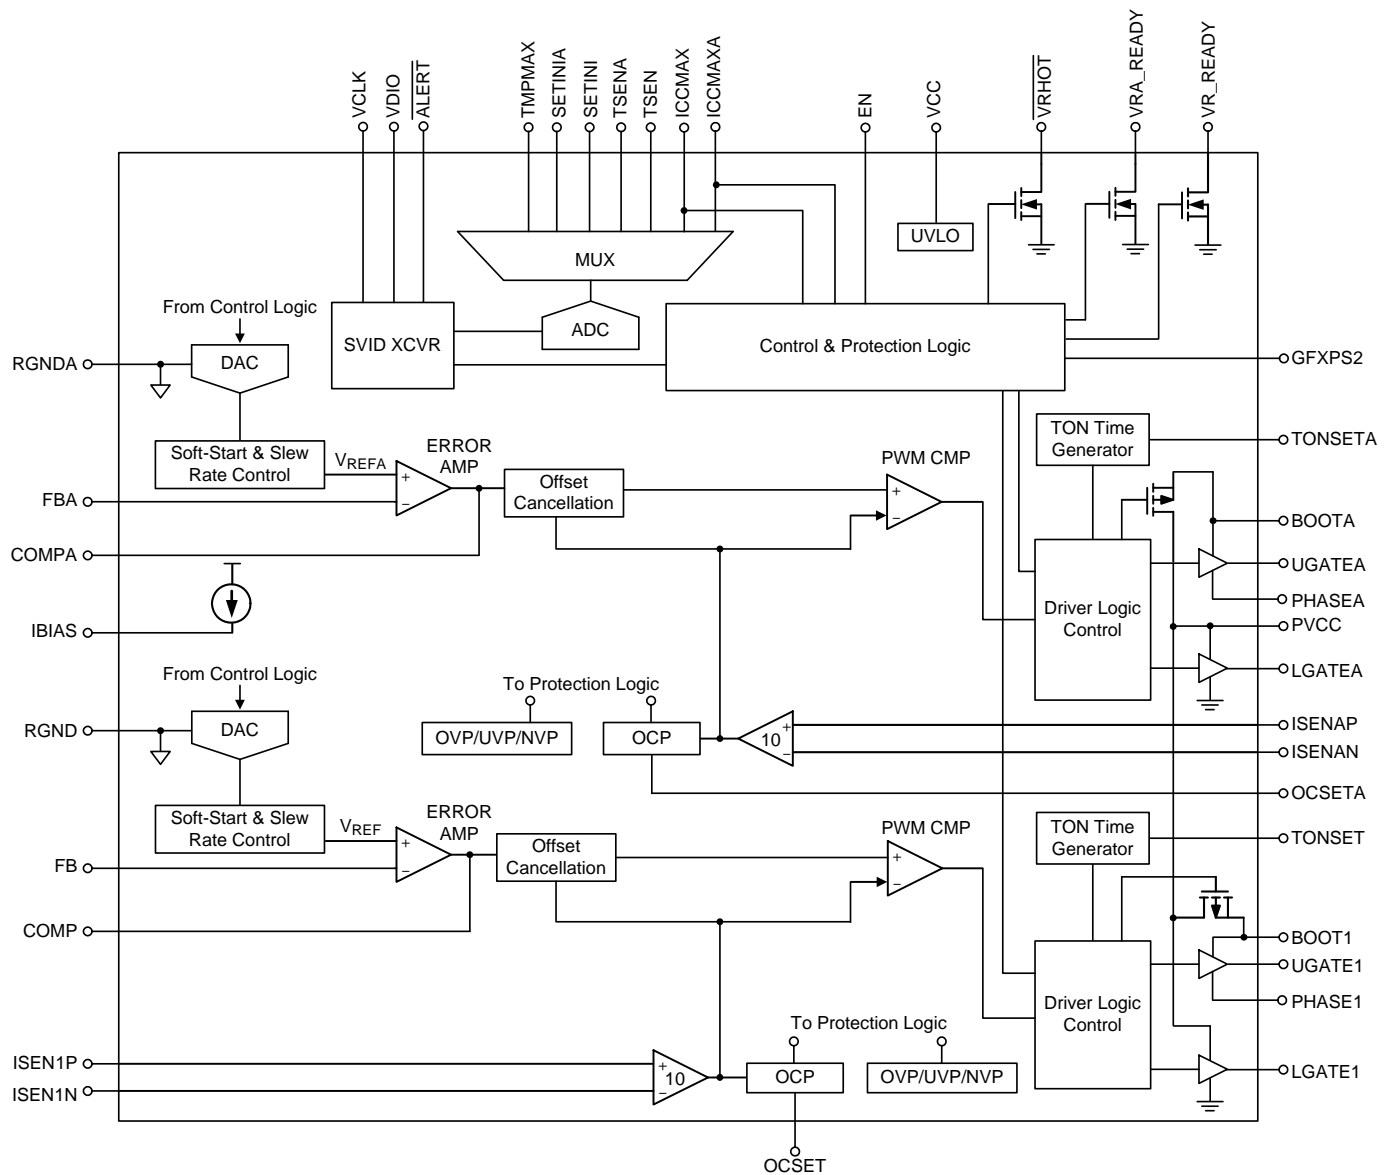 VCLK
VDIO
ALERT
TMPMAX
SETINIA
SETINI
TSENA
TSEN
ICCMAX
ICCMAXA
EN
VCC
VRHOT
VRA_READY
VR_READY
UVLO
MUX
From Control Logic
ADC
SVID XCVR
Control & Protection Logic
RGNDA
DAC
GFXPS2
TON Time
Generator
TONSETA
Soft-Start & Slew
Rate Control
VREFA
ERROR
AMP
+
−
Offset
Cancellation
PWM CMP
+
−
FBA
BOOTA
COMPA
UGATEA
Driver Logic
Control
PHASEA
IBIAS
PVCC
LGATEA
From Control Logic
To Protection Logic
RGND
DAC
OVP/UVP/NVP
OCP
10
+
−
ISENAP
ISENAN
OCSETA
Soft-Start & Slew
Rate Control
VREF
ERROR
AMP
+
−
Offset
Cancellation
PWM CMP
+
−
TON Time
Generator
TONSET
FB
COMP
BOOT1
UGATE1
Driver Logic
Control
PHASE1
To Protection Logic
ISEN1P
ISEN1N
+
−
10
OCP
OVP/UVP/NVP
LGATE1
OCSET